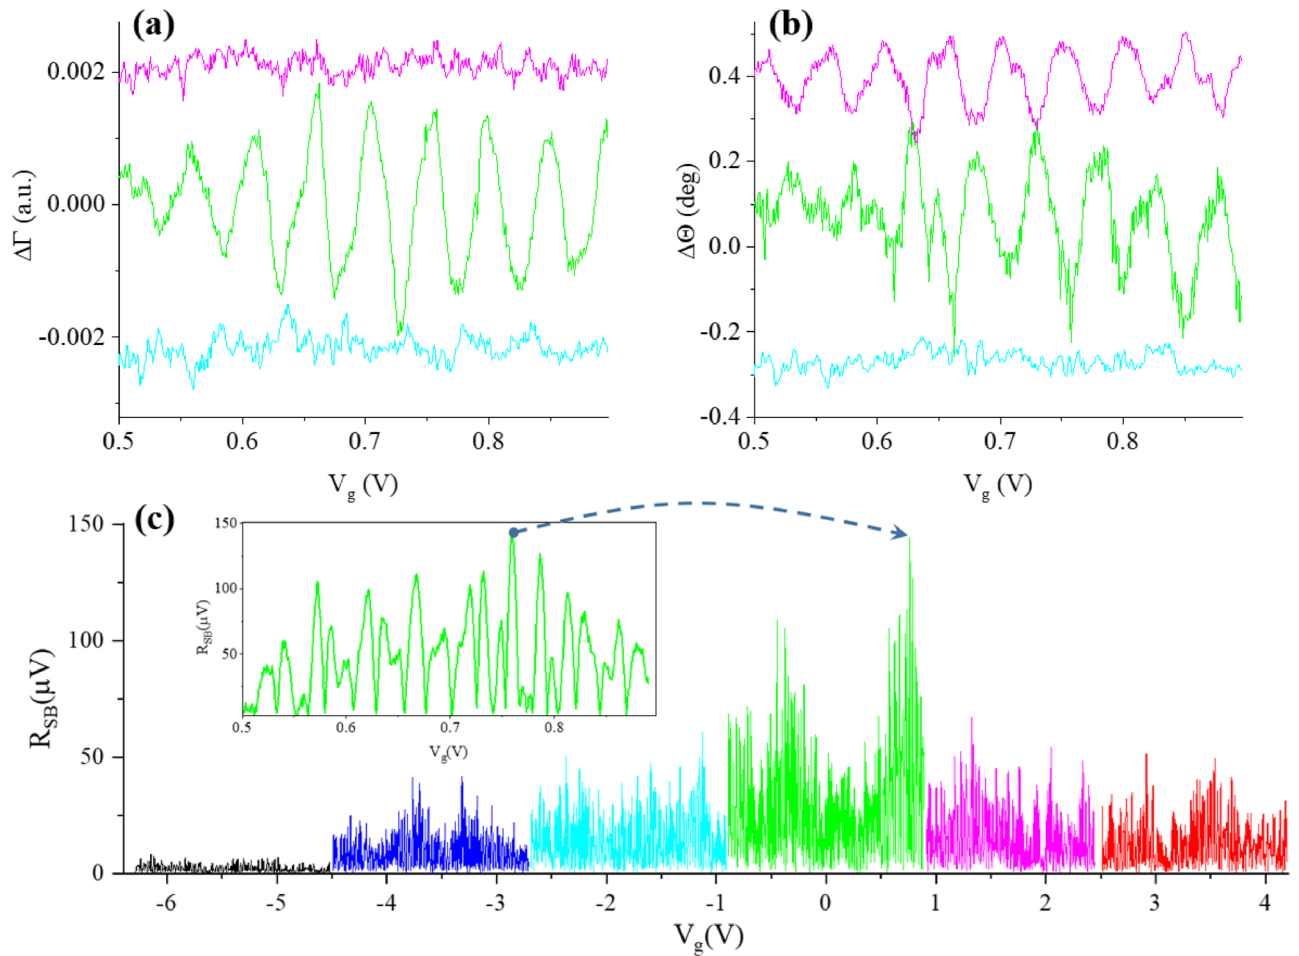 (a)
0.002
0.000
-0.002
ΔΓ (a.u.)
0.5 0.6 0.7 0.8
Vg (V)
(b)
0.4
0.2
0.0
-0.2
-0.4
ΔΘ (deg)
0.5 0.6 0.7 0.8
Vg (V)
(c)
150
100
50
0
RSB(μV)
150
100
50
RSB(μV)
0.5 0.6 0.7 0.8
Vg(V)
-6 -5 -4 -3 -2 -1 0 1 2 3 4
Vg(V)